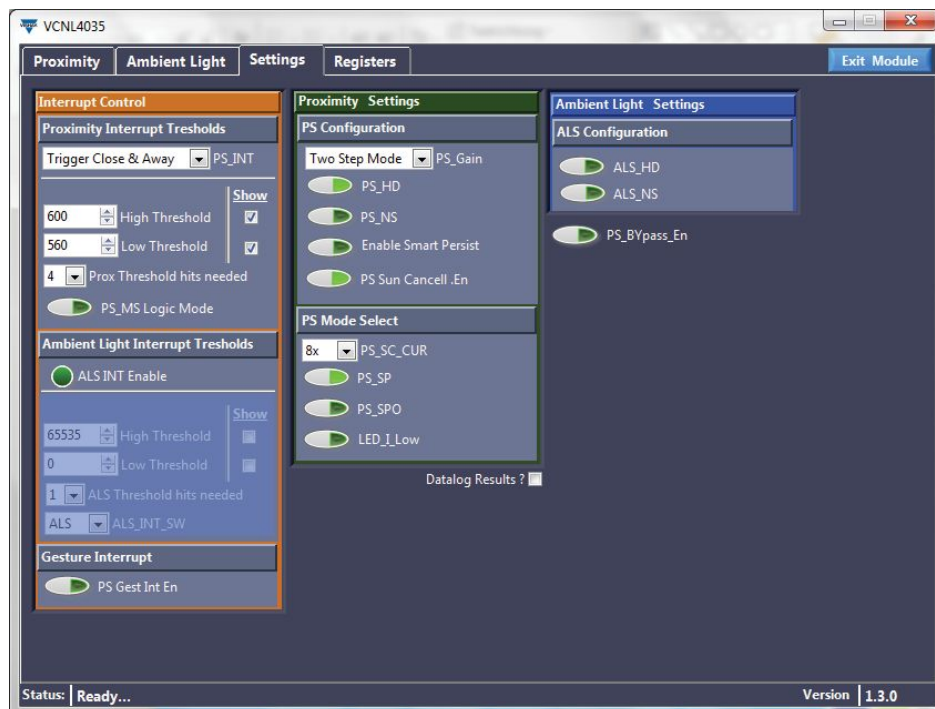 VCNL4035
Proximity
Ambient Light
Settings
Registers
Exit Module
Interrupt Control
Proximity Interrupt Tresholds
Trigger Close & Away PS_INT
Show
600 High Threshold
560 Low Threshold
4 Prox Threshold hits needed
PS_MS Logic Mode
Ambient Light Interrupt Tresholds
ALS INT Enable
Show
65535 High Threshold
0 Low Threshold
1 ALS Threshold hits needed
ALS ALS_INT_SW
Gesture Interrupt
PS Gest Int En
Proximity Settings
PS Configuration
Two Step Mode PS_Gain
PS_HD
PS_NS
Enable Smart Persist
PS Sun Cancell .En
PS Mode Select
8x PS_SC_CUR
PS_SP
PS_SPO
LED_I_Low
Datalog Results ?
Ambient Light Settings
ALS Configuration
ALS_HD
ALS_NS
PS_BYpass_En
Status: Ready...
Version 1.3.0